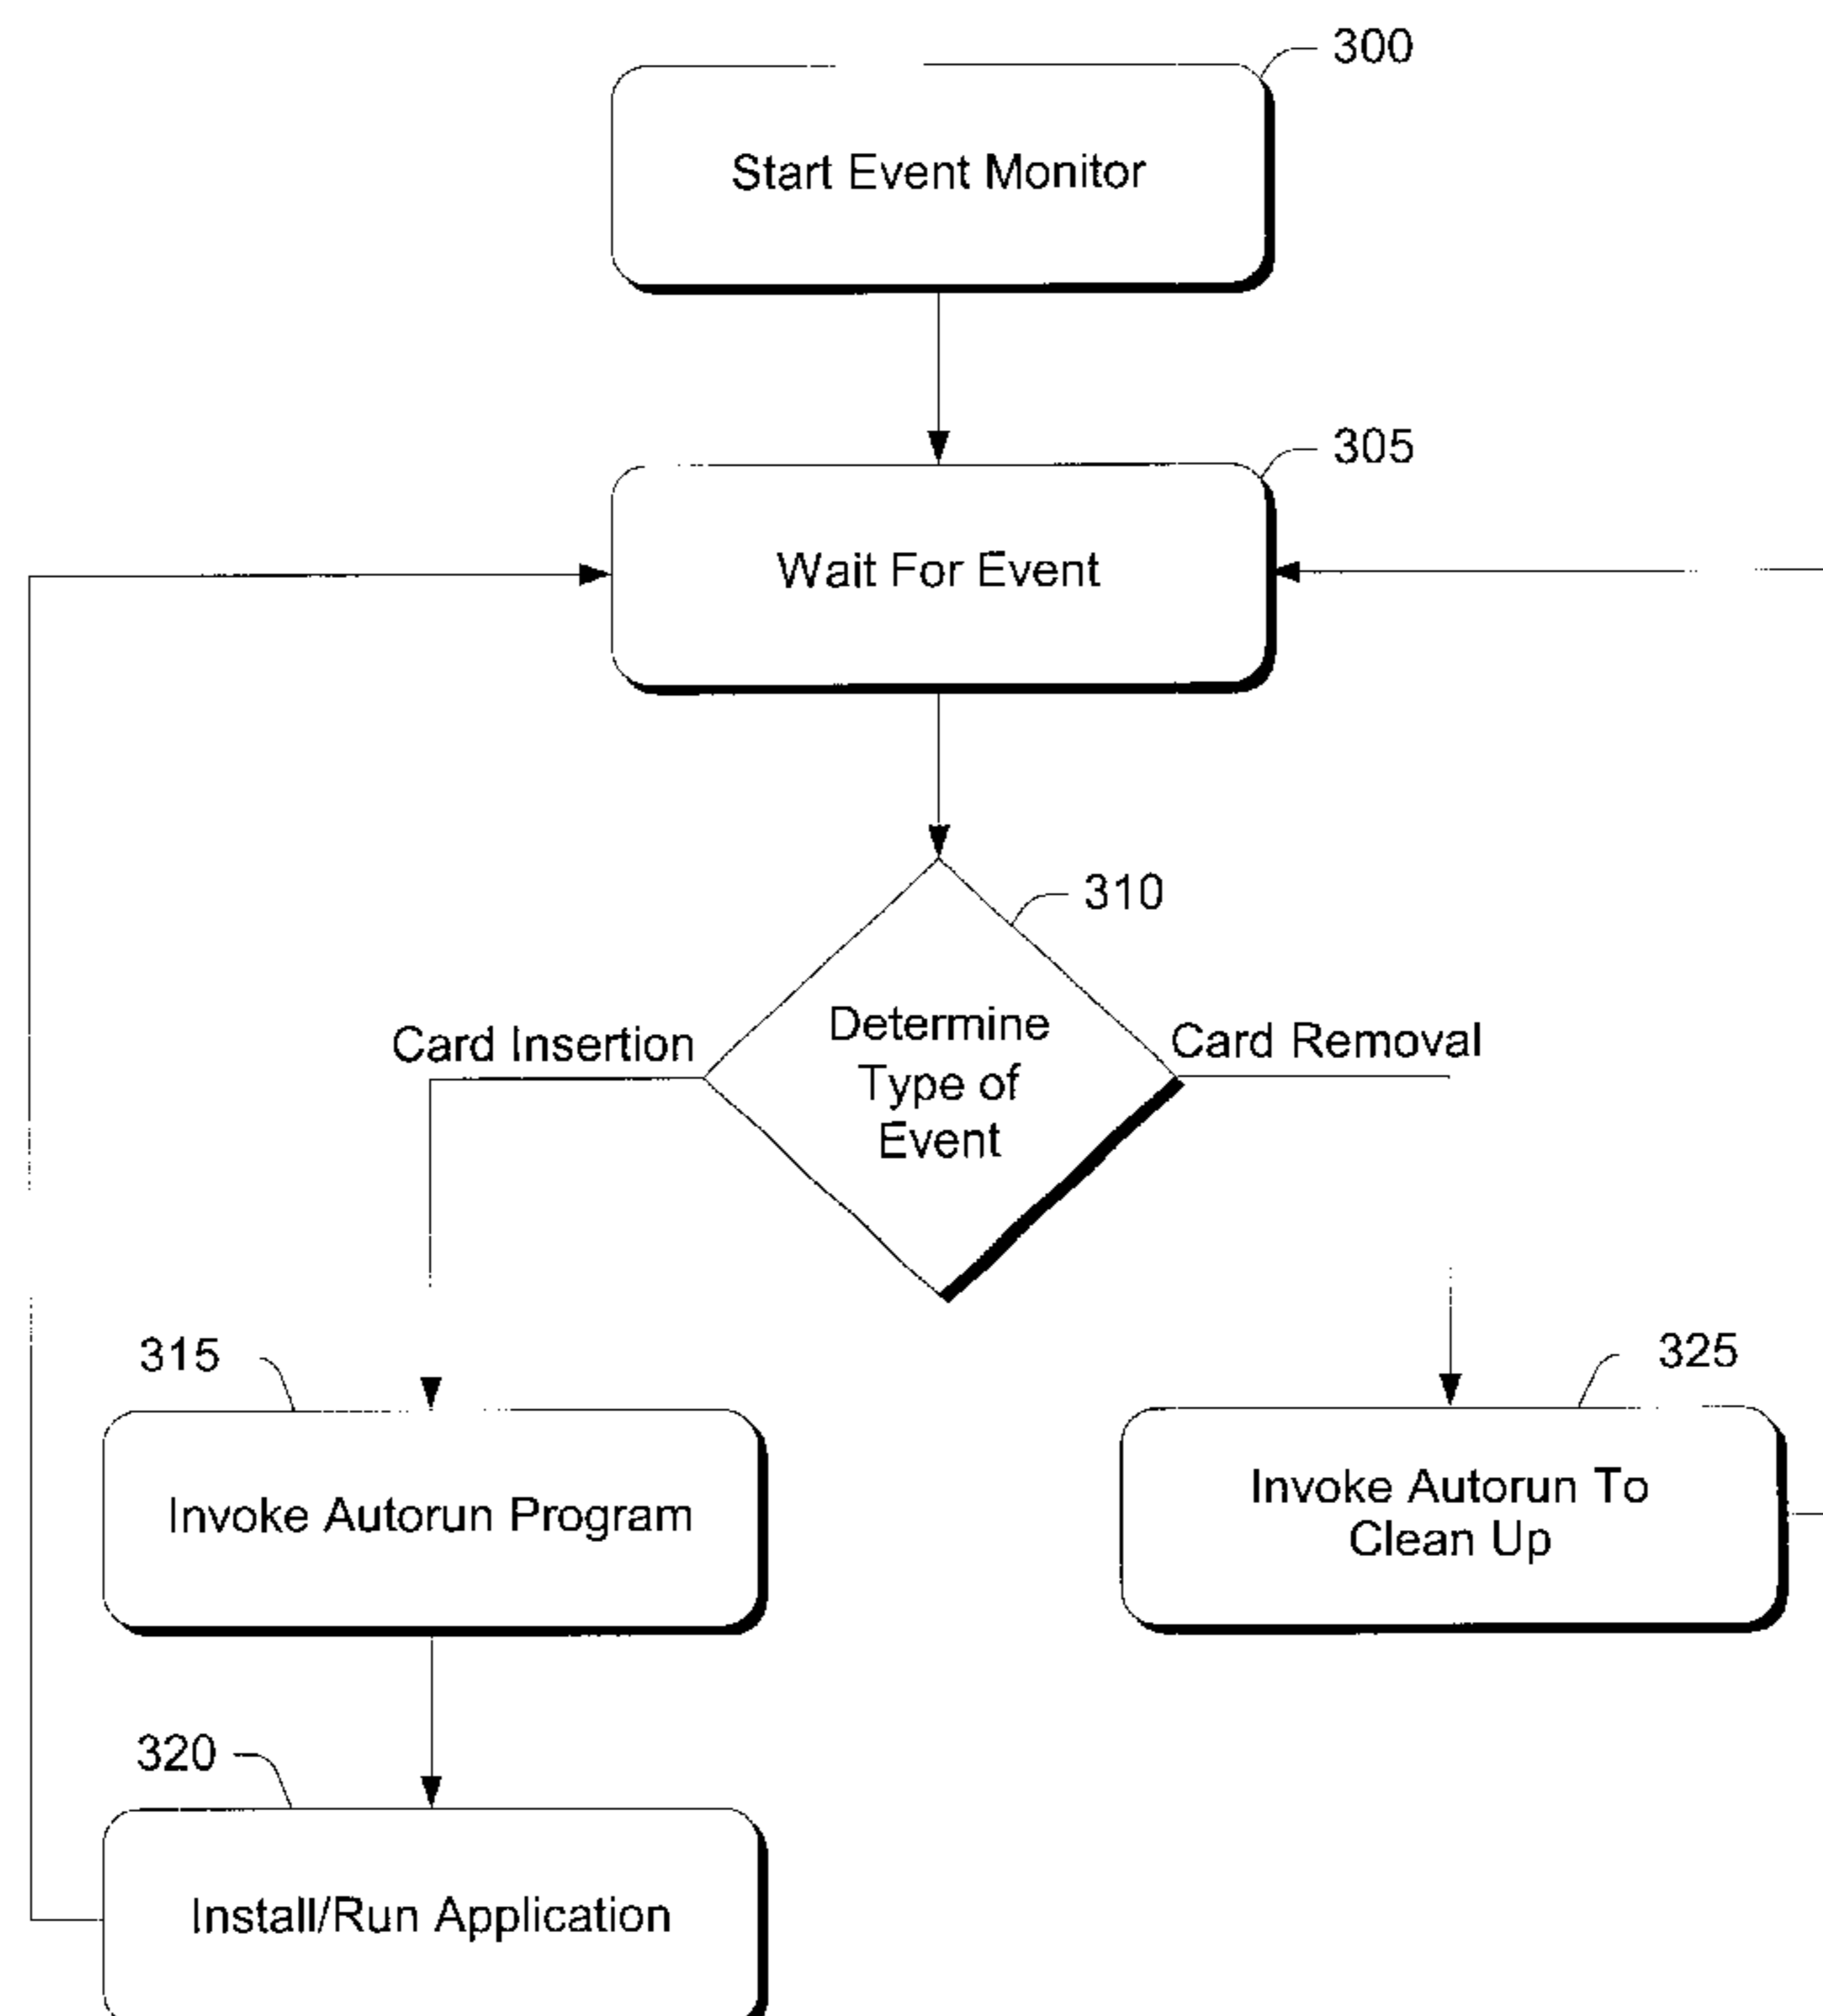 300
Start Event Monitor
305
Wait For Event
310
Determine
Type of
Event
Card Insertion
Card Removal
315
Invoke Autorun Program
325
Invoke Autorun To
Clean Up
320
Install/Run Application